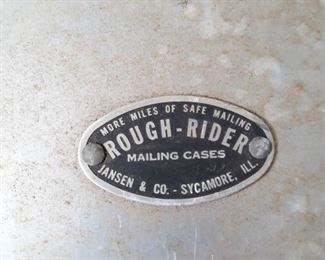 MORE MILES OF SAFE MAILING
ROUGH-RIDER
MAILING CASES
JANSEN & CO. - SYCAMORE, ILL.